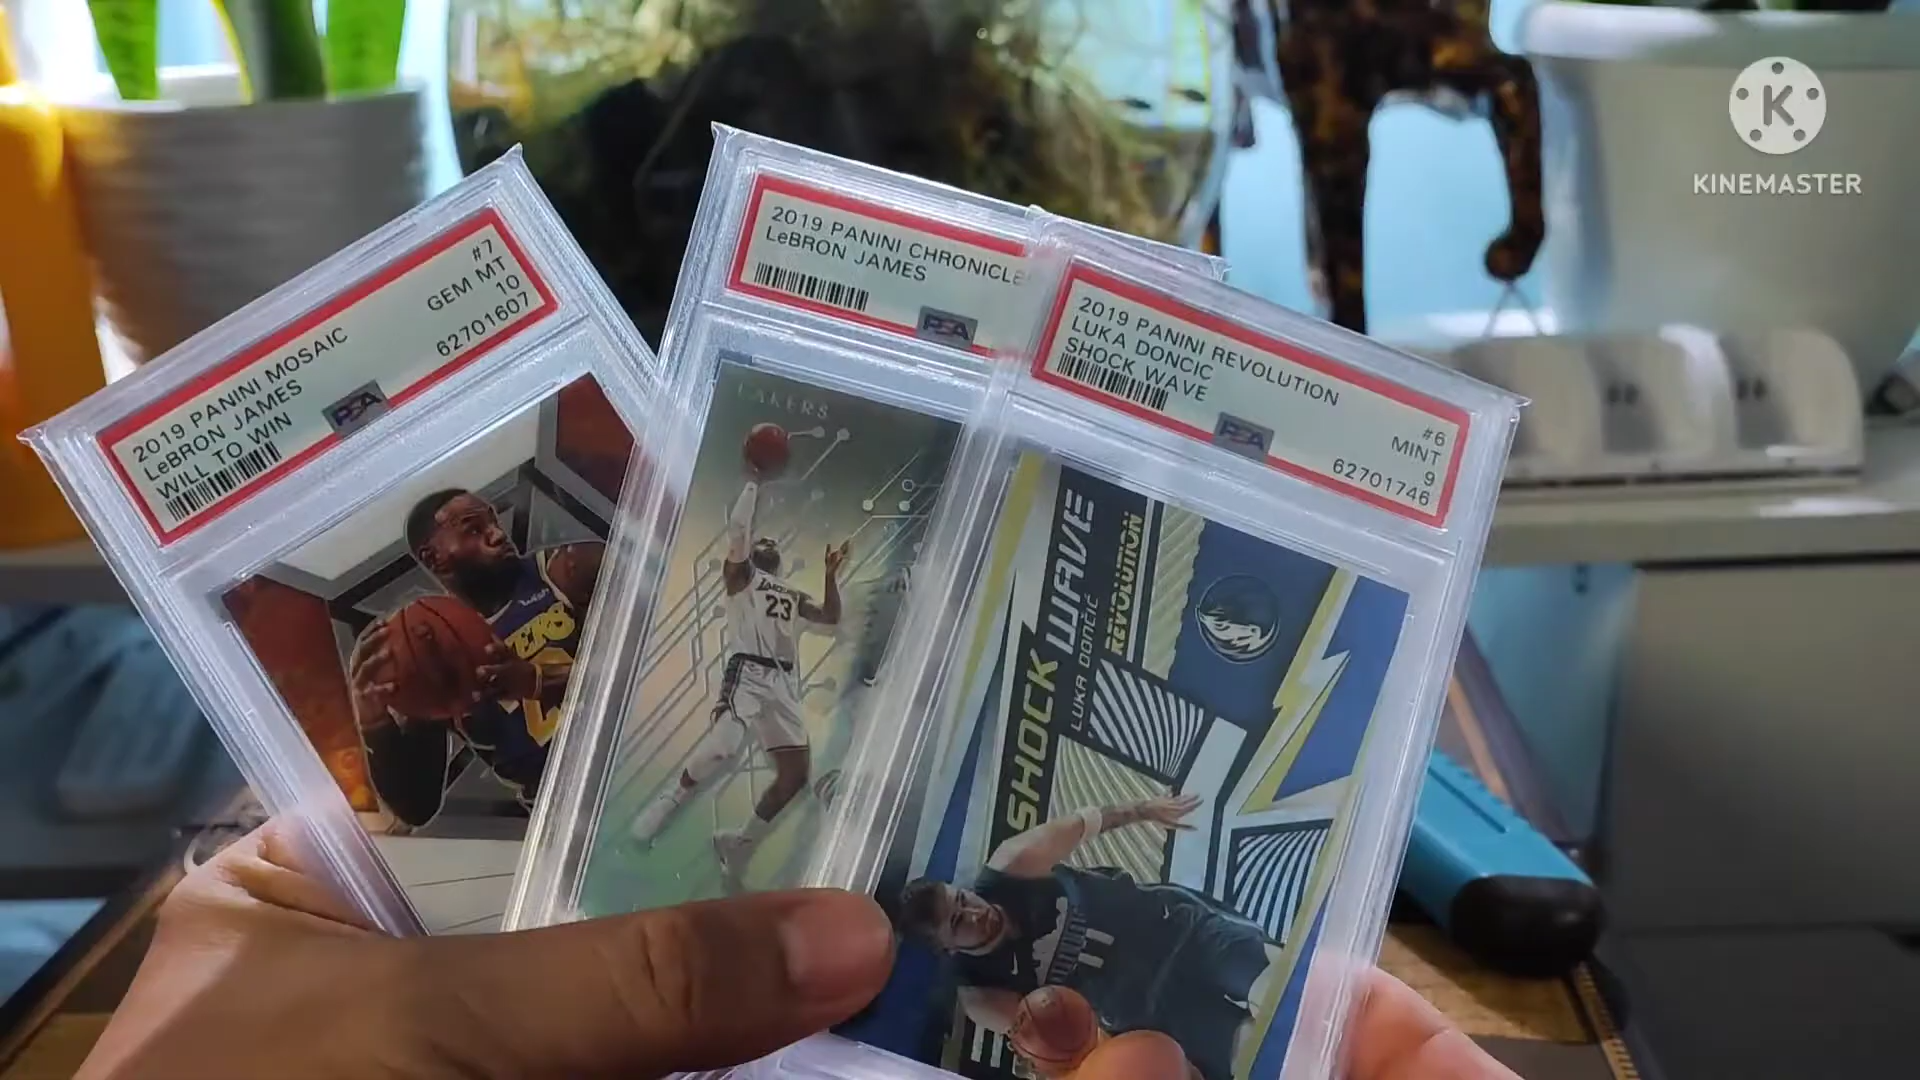 KINEMASTER
2019 PANINI MOSAIC #7
LeBRON JAMES GEM MT
WILL TO WIN 10
PSA 62701607
2019 PANINI CHRONICLE
LeBRON JAMES
PSA
2019 PANINI REVOLUTION #6
LUKA DONCIC MINT
SHOCK WAVE 9
PSA 62701746
LAKERS
LAKERS
23
SHOCK WAVE
LUKA DONČIĆ
REVOLUTION